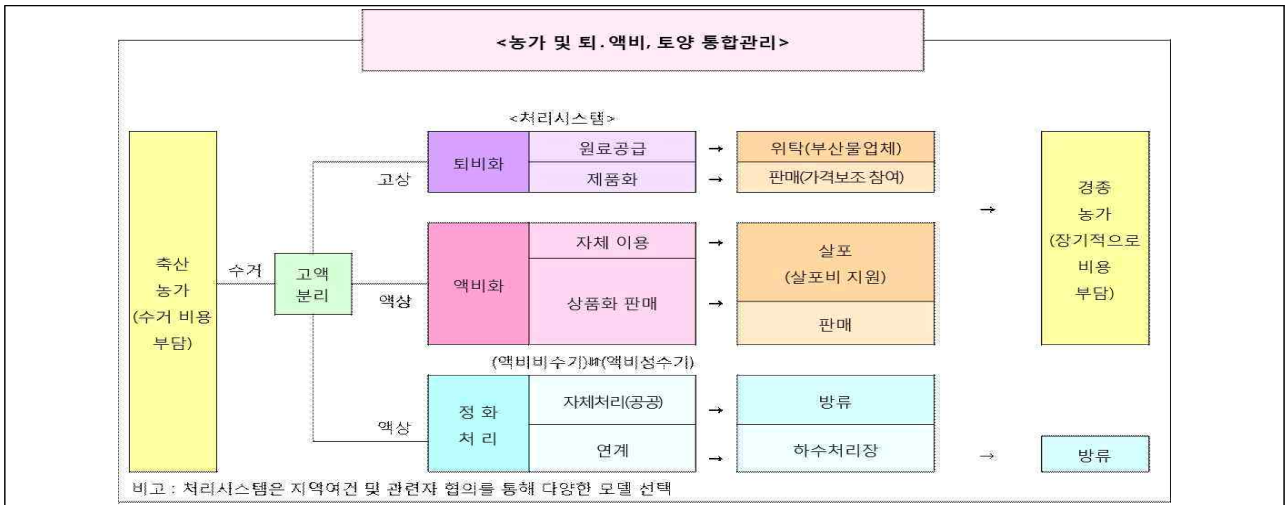 <농가 및 퇴.액비, 토양 통합관리>
<처리시스템>
축산
농가
(수거 비용
부담)
수거
고액
분리
고상
액상
액상
퇴비화
원료공급
→
위탁(부산물업체)
제품화
→
판매(가격보조 참여)
액비화
자체 이용
→
살포
(살포비 지원)
상품화 판매
→
판매
→
경종
농가
(장기적으로
비용
부담)
(액비비수기)⇵(액비성수기)
정 화
처 리
자체처리(공공)
→
방류
연계
→
하수처리장
→
방류
비고 : 처리시스템은 지역여건 및 관련자 협의를 통해 다양한 모델 선택